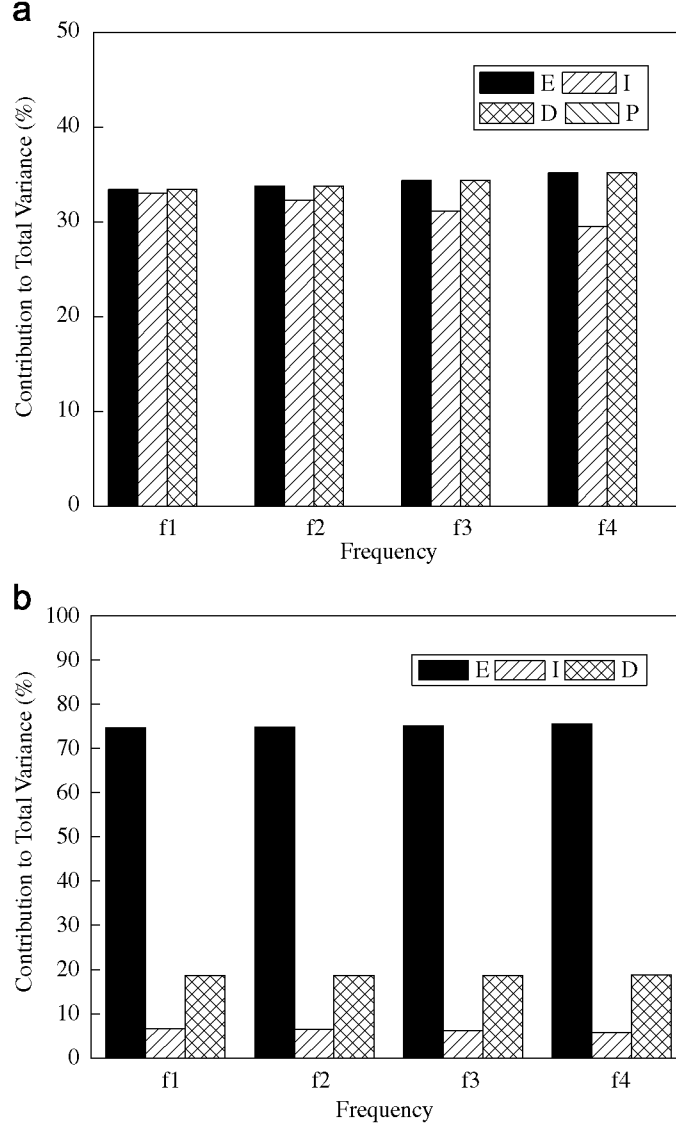 a
Contribution to Total Variance (%)
50
40
30
20
10
0
E I
D P
f1 f2 f3 f4
Frequency
b
Contribution to Total Variance (%)
100
90
80
70
60
50
40
30
20
10
0
E I D
f1 f2 f3 f4
Frequency